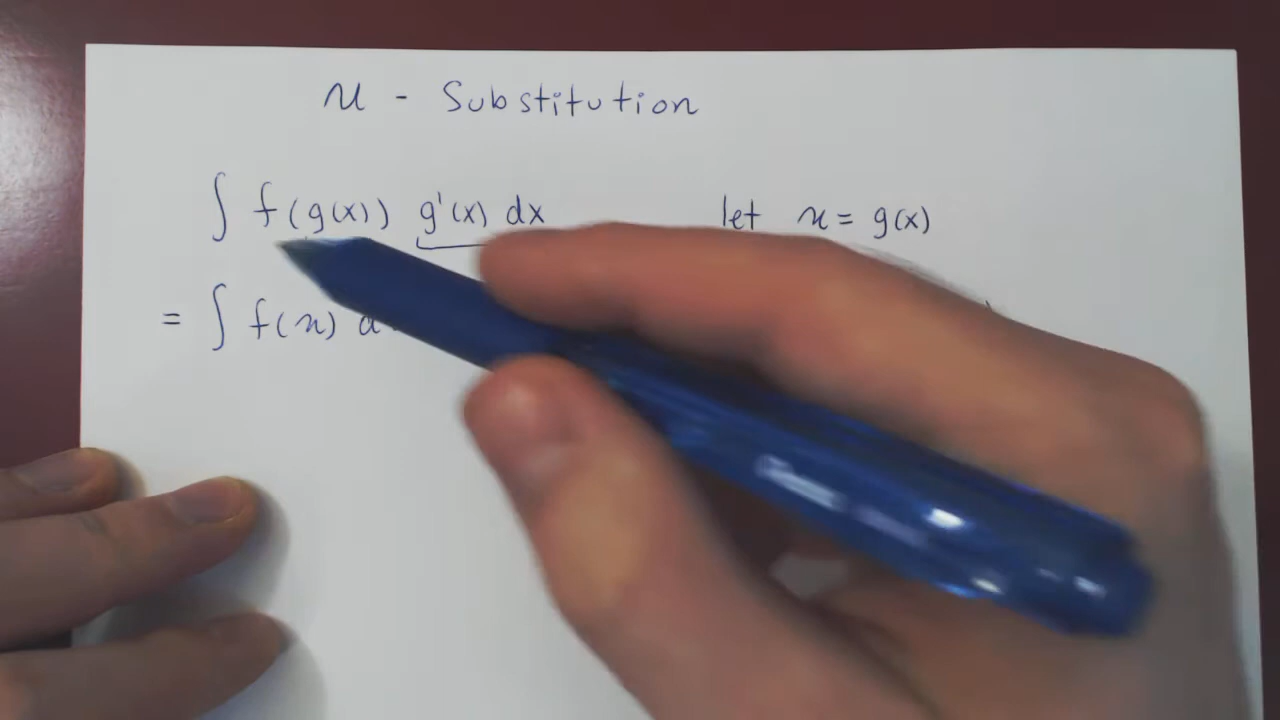 u - Substitution
∫ f(g(x)) g'(x) dx let u = g(x)
= ∫ f(u)